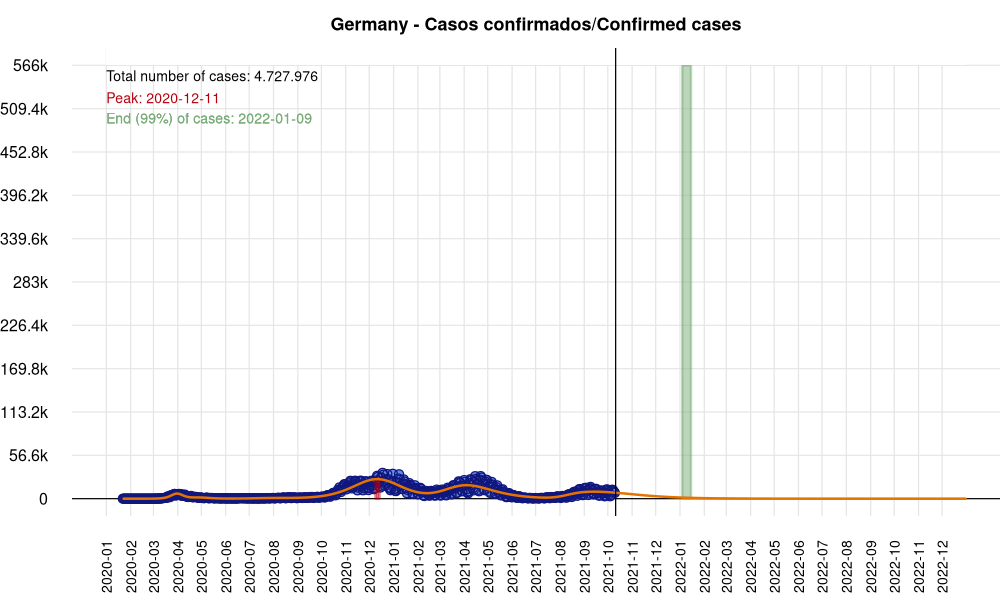 Germany - Casos confirmados/Confirmed cases
Total number of cases: 4.727.976
Peak: 2020-12-11
End (99%) of cases: 2022-01-09
566k
509.4k
452.8k
396.2k
339.6k
283k
226.4k
169.8k
113.2k
56.6k
0
2020-01
2020-02
2020-03
2020-04
2020-05
2020-06
2020-07
2020-08
2020-09
2020-10
2020-11
2020-12
2021-01
2021-02
2021-03
2021-04
2021-05
2021-06
2021-07
2021-08
2021-09
2021-10
2021-11
2021-12
2022-01
2022-02
2022-03
2022-04
2022-05
2022-06
2022-07
2022-08
2022-09
2022-10
2022-11
2022-12